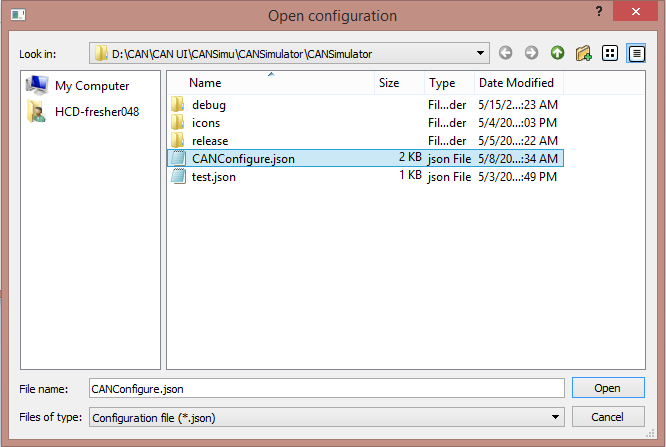 Open configuration
?
Look in: D:\CAN\CAN UI\CANSimu\CANSimulator\CANSimulator
My Computer
HCD-fresher048
Name Size Type Date Modified
debug Fil...der 5/15/2...:23 AM
icons Fil...der 5/4/20...:03 PM
release Fil...der 5/5/20...:22 AM
CANConfigure.json 2 KB json File 5/8/20...:34 AM
test.json 1 KB json File 5/3/20...:49 PM
File name: CANConfigure.json Open
Files of type: Configuration file (*.json) Cancel